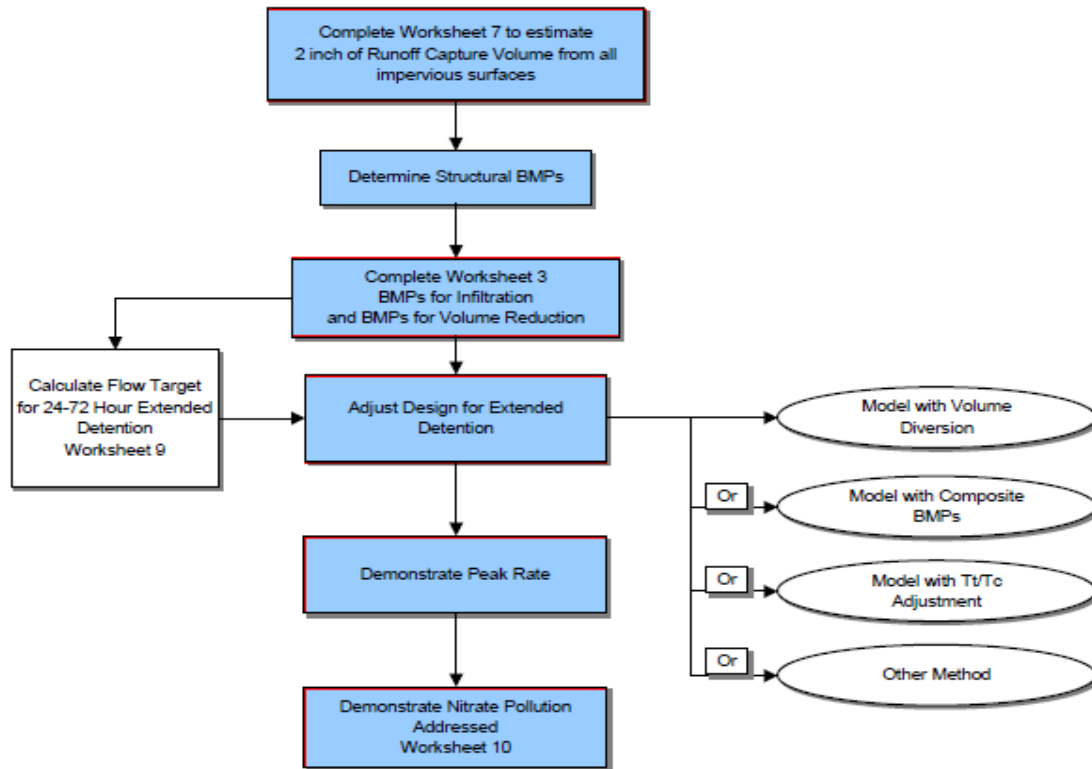 Complete Worksheet 7 to estimate
2 inch of Runoff Capture Volume from all
impervious surfaces
Determine Structural BMPs
Complete Worksheet 3
BMPs for Infiltration
and BMPs for Volume Reduction
Calculate Flow Target
for 24-72 Hour Extended
Detention
Worksheet 9
Adjust Design for Extended
Detention
Model with Volume
Diversion
Or
Model with Composite
BMPs
Or
Model with Tt/Tc
Adjustment
Or
Other Method
Demonstrate Peak Rate
Demonstrate Nitrate Pollution
Addressed
Worksheet 10